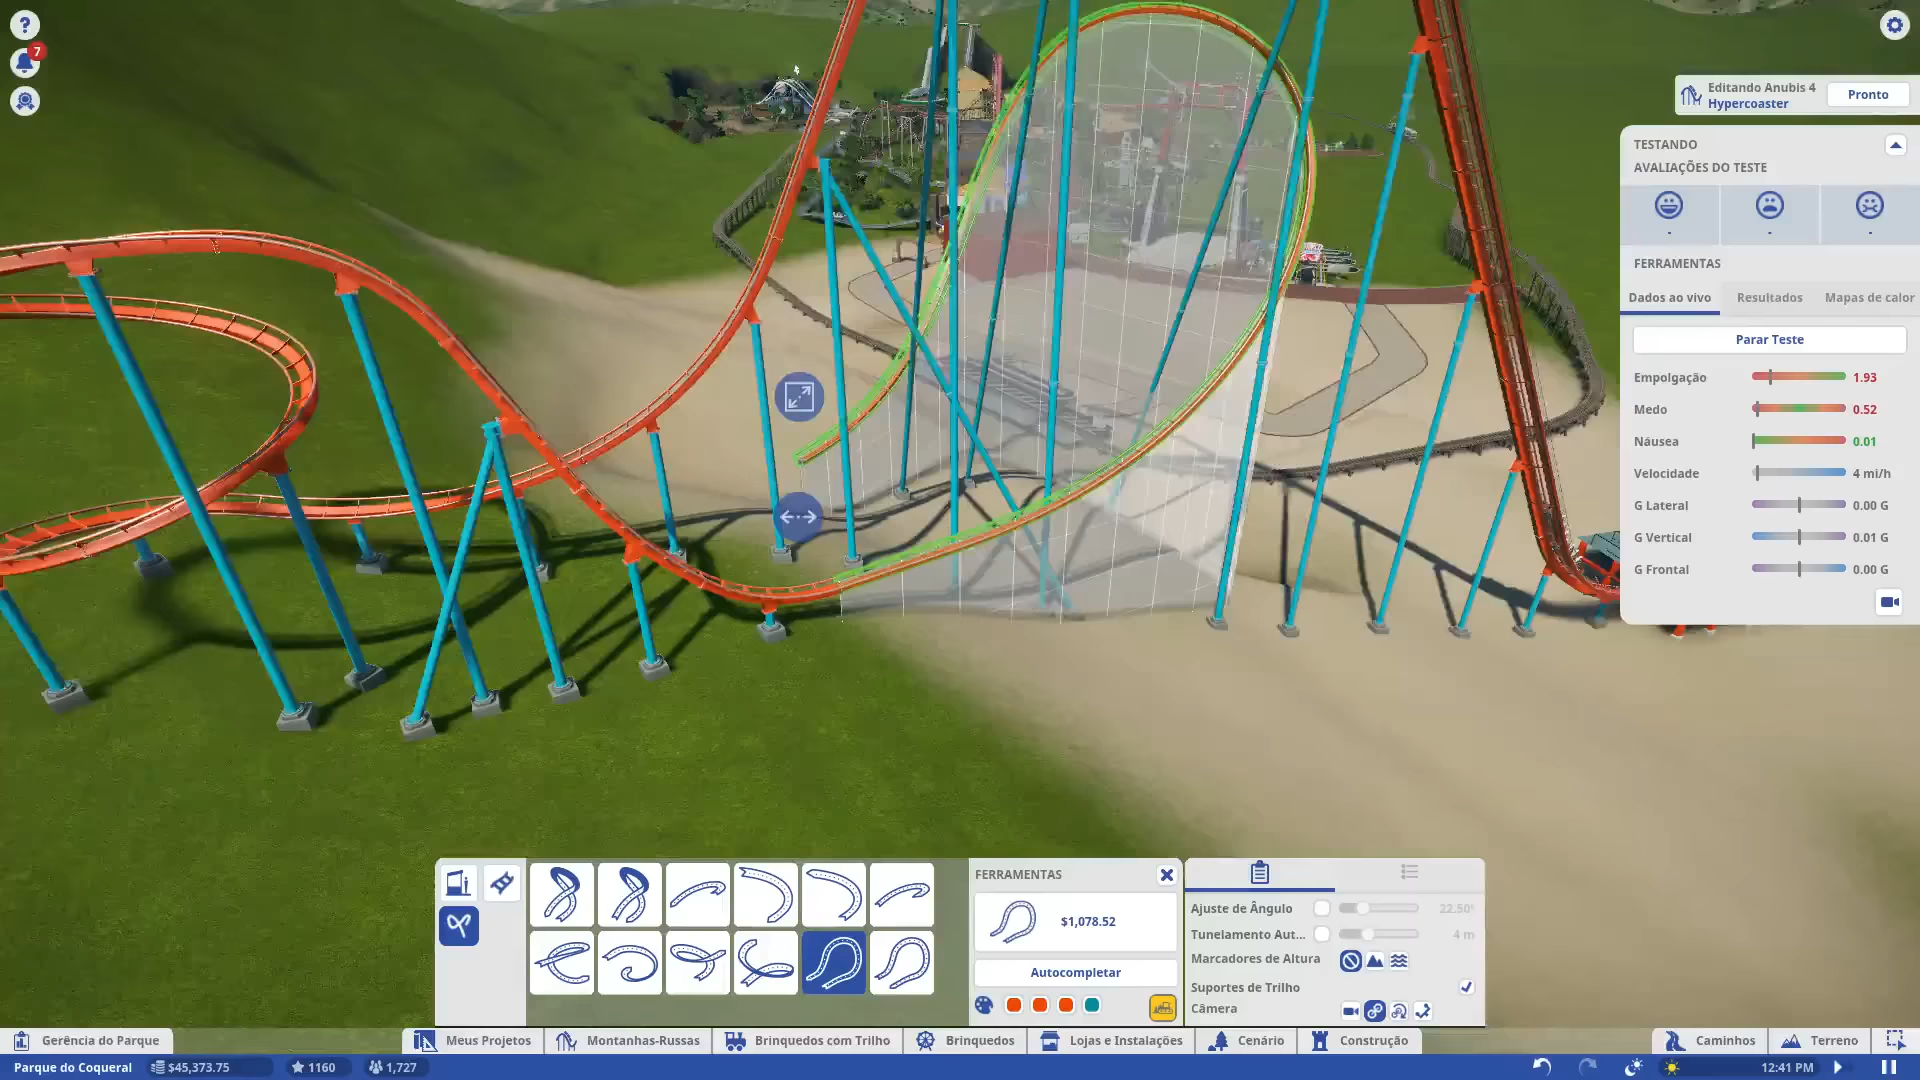 ?
7
Editando Anubis 4
Hypercoaster
Pronto
TESTANDO
AVALIAÇÕES DO TESTE
- - -
FERRAMENTAS
Dados ao vivo Resultados Mapas de calor
Parar Teste
Empolgação 1.93
Medo 0.52
Náusea 0.01
Velocidade 4 mi/h
G Lateral 0.00 G
G Vertical 0.01 G
G Frontal 0.00 G
FERRAMENTAS
$1,078.52
Autocompletar
Ajuste de Ângulo 22.50°
Tunelamento Aut... 4 m
Marcadores de Altura
Suportes de Trilho
Câmera
Gerência do Parque
Meus Projetos
Montanhas-Russas
Brinquedos com Trilho
Brinquedos
Lojas e Instalações
Cenário
Construção
Caminhos
Terreno
Parque do Coqueral $45,373.75 1160 1,727 12:41 PM